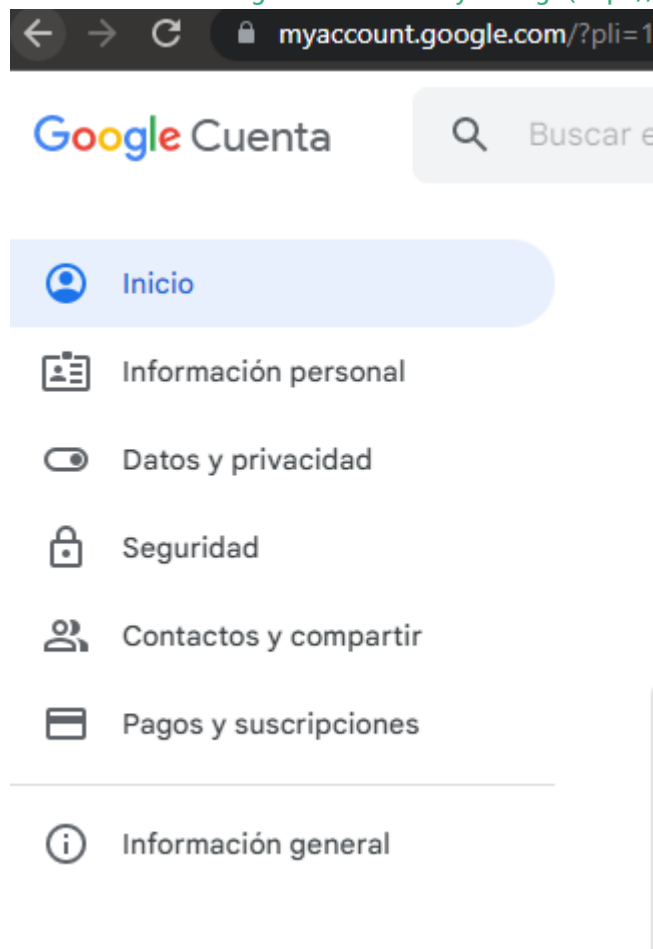 myaccount.google.com/?pli=1
Google Cuenta
Buscar e
Inicio
Información personal
Datos y privacidad
Seguridad
Contactos y compartir
Pagos y suscripciones
Información general